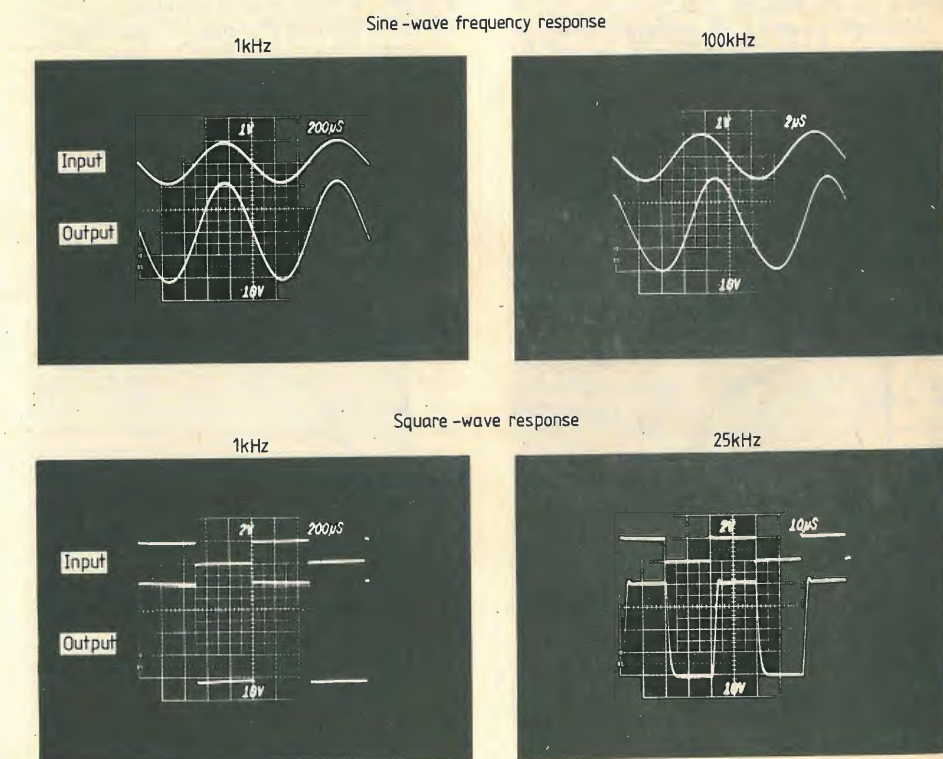 Sine-wave frequency response
1kHz
100kHz
1V 200µS
Input
Output
10V
1V 2µS
10V
Square-wave response
1kHz
25kHz
2V 200µS
Input
Output
10V
2V 10µS
10V